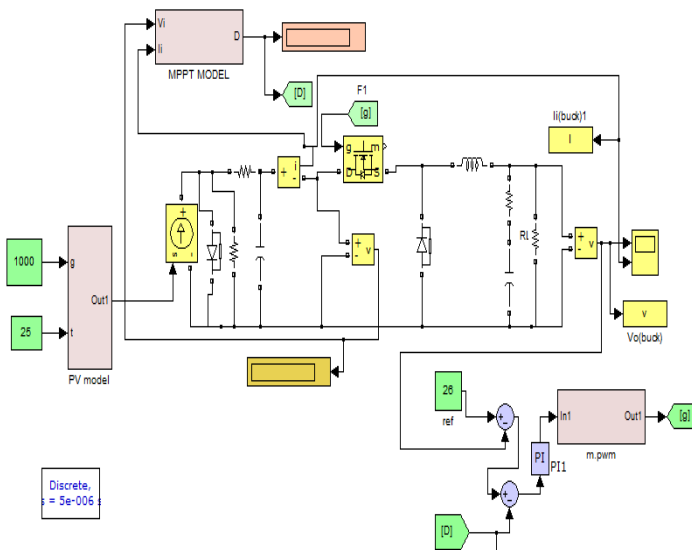 Vi
Ii
D
MPPT MODEL
[D]
F1
[g]
Ii(buck)1
I
g
m
D
S
+
-
i
+
-
v
R1
+
-
v
1000
g
Out1
25
t
PV model
s
-
+
v
Vo(buck)
26
ref
+
-
PI
PI1
In1
Out1
m.pwm
[g]
+
-
[D]
Discrete,
s = 5e-006 s